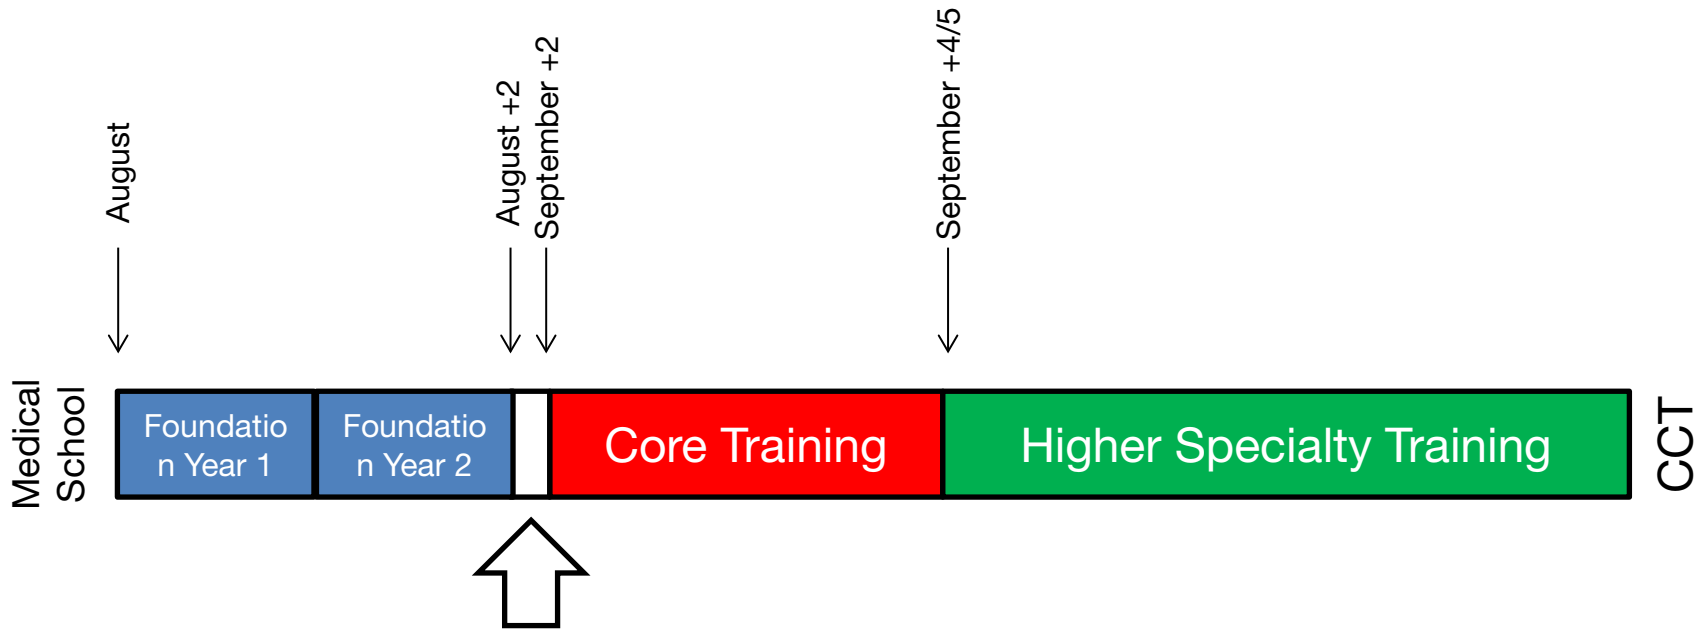 August
August +2
September +2
September +4/5
Medical
School
Foundatio
n Year 1
Foundatio
n Year 2
Core Training
Higher Specialty Training
CCT